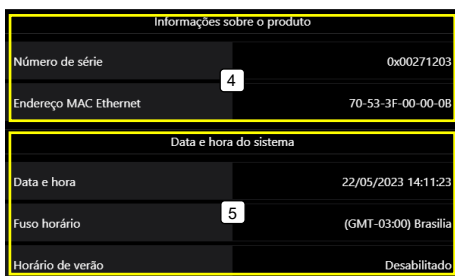 Informações sobre o produto
Número de série 0x00271203
4
Endereço MAC Ethernet 70-53-3F-00-00-0B
Data e hora do sistema
Data e hora 22/05/2023 14:11:23
5
Fuso horário (GMT-03:00) Brasilia
Horário de verão Desabilitado